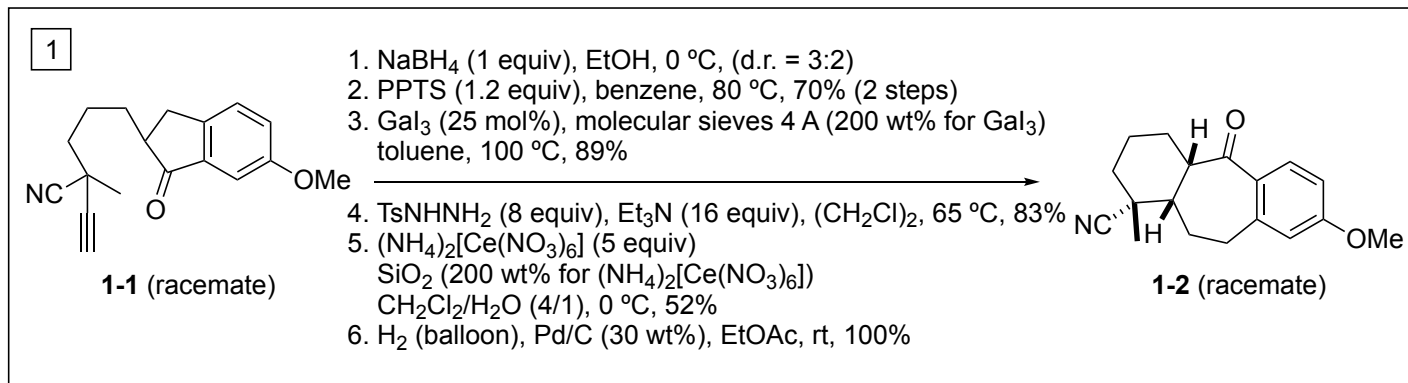 1
1. NaBH4 (1 equiv), EtOH, 0 ºC, (d.r. = 3:2)
2. PPTS (1.2 equiv), benzene, 80 ºC, 70% (2 steps)
3. GaI3 (25 mol%), molecular sieves 4 A (200 wt% for GaI3)
toluene, 100 ºC, 89%
4. TsNHNH2 (8 equiv), Et3N (16 equiv), (CH2Cl)2, 65 ºC, 83%
5. (NH4)2[Ce(NO3)6] (5 equiv)
SiO2 (200 wt% for (NH4)2[Ce(NO3)6])
CH2Cl2/H2O (4/1), 0 ºC, 52%
6. H2 (balloon), Pd/C (30 wt%), EtOAc, rt, 100%
NC
O
OMe
1-1 (racemate)
H
O
NC
H
OMe
1-2 (racemate)